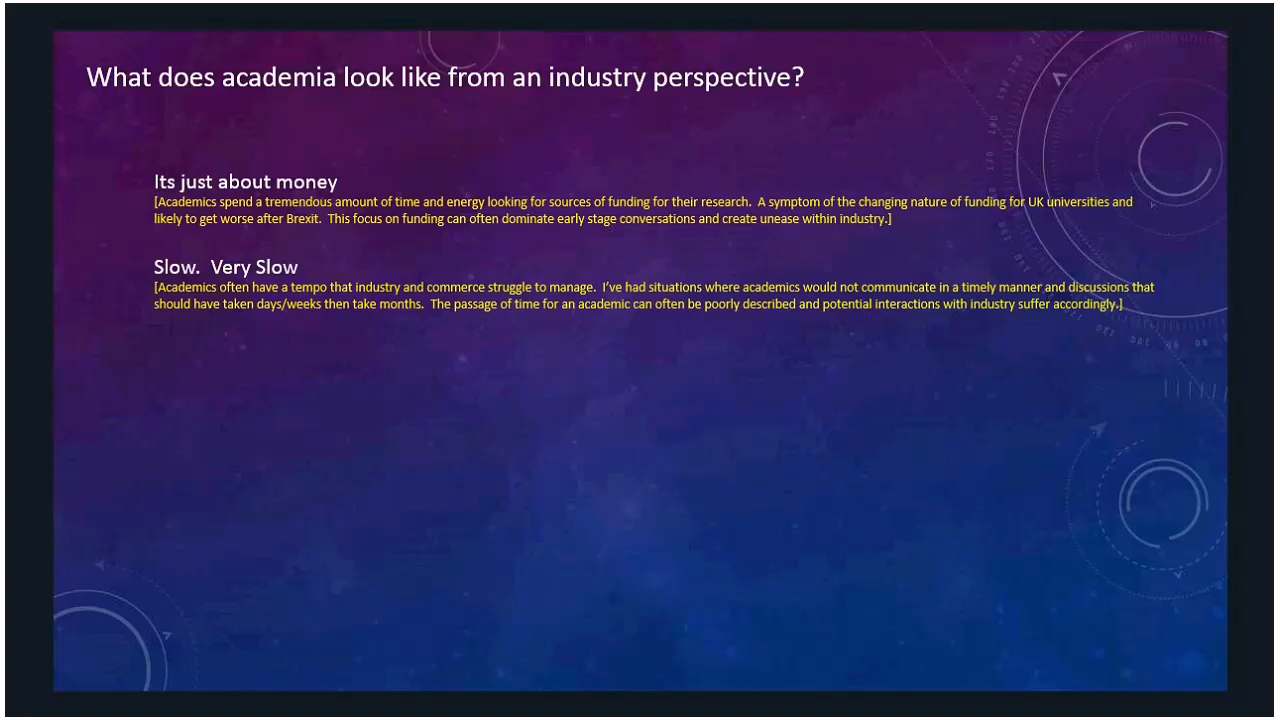 What does academia look like from an industry perspective?
Its just about money
[Academics spend a tremendous amount of time and energy looking for sources of funding for their research.  A symptom of the changing nature of funding for UK universities and
likely to get worse after Brexit.  This focus on funding can often dominate early stage conversations and create unease within industry.]
Slow.  Very Slow
[Academics often have a tempo that industry and commerce struggle to manage.  I've had situations where academics would not communicate in a timely manner and discussions that
should have taken days/weeks then take months.  The passage of time for an academic can often be poorly described and potential interactions with industry suffer accordingly.]